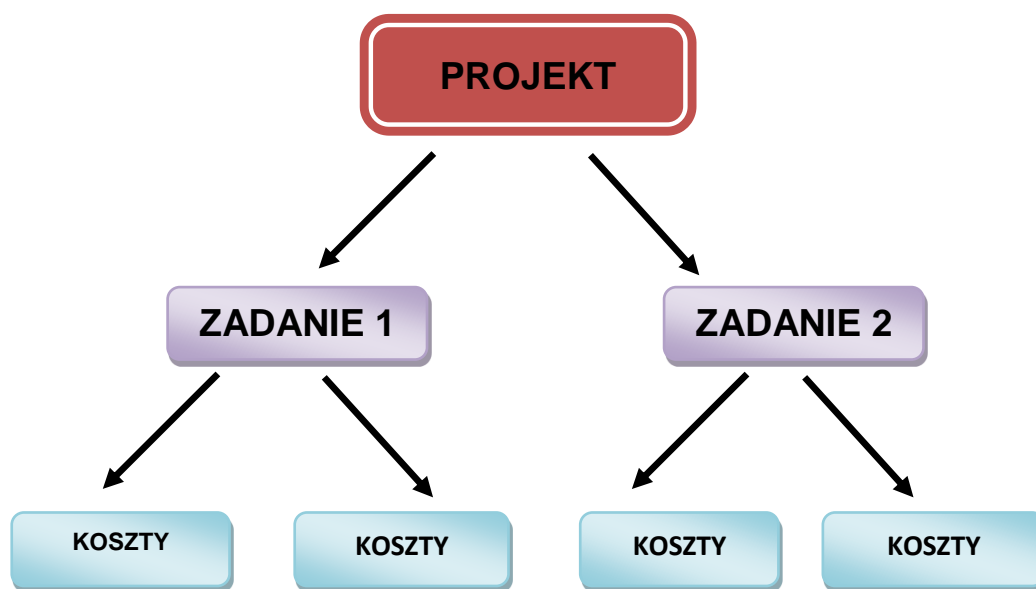 PROJEKT
ZADANIE 1
ZADANIE 2
KOSZTY
KOSZTY
KOSZTY
KOSZTY